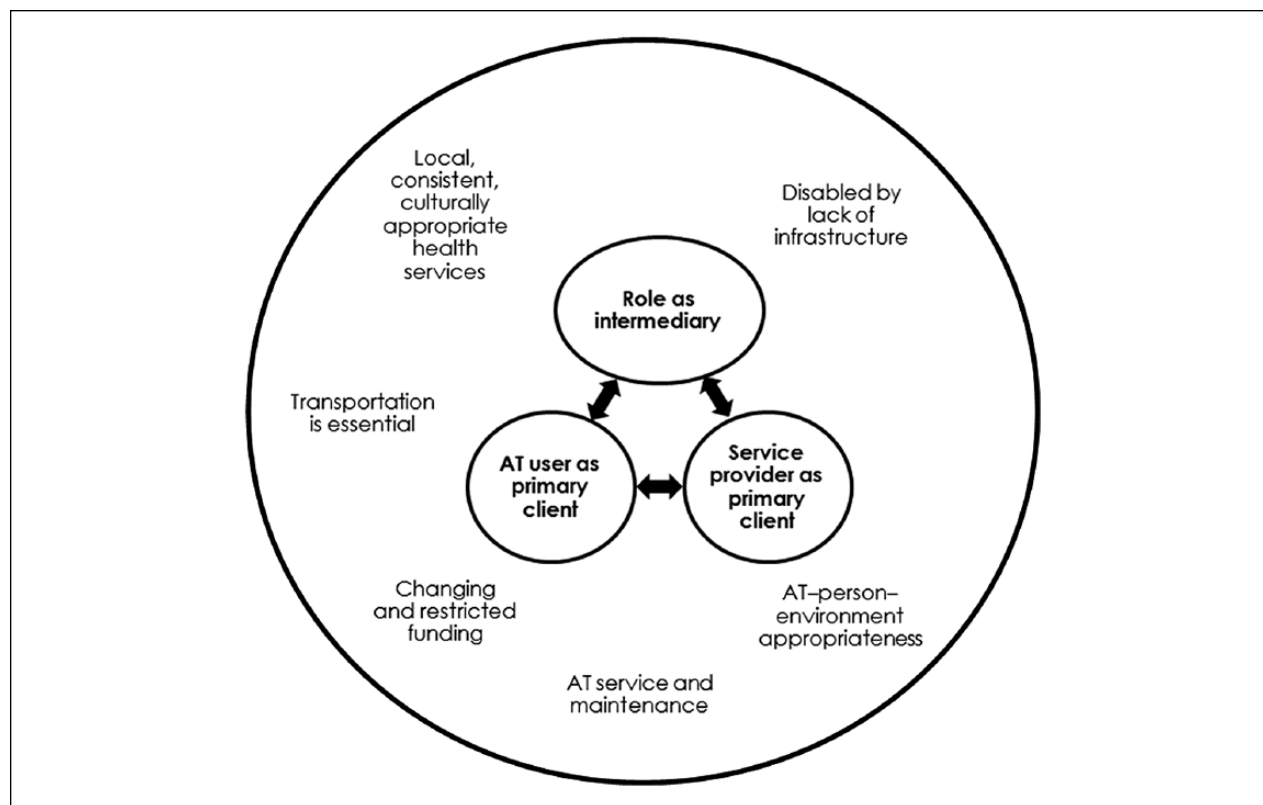 Local,
consistent,
culturally
appropriate
health
services
Disabled by
lack of
infrastructure
Role as
intermediary
Transportation
is essential
AT user as
primary
client
Service
provider as
primary
client
Changing
and restricted
funding
AT–person–
environment
appropriateness
AT service and
maintenance